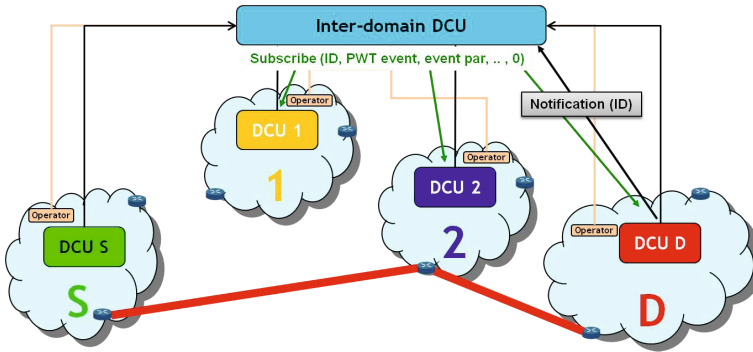 Inter-domain DCU
Subscribe (ID, PWT event, event par, .. , 0)
Operator
DCU 1
1
Notification (ID)
Operator
DCU 2
2
Operator
DCU S
S
Operator
DCU D
D